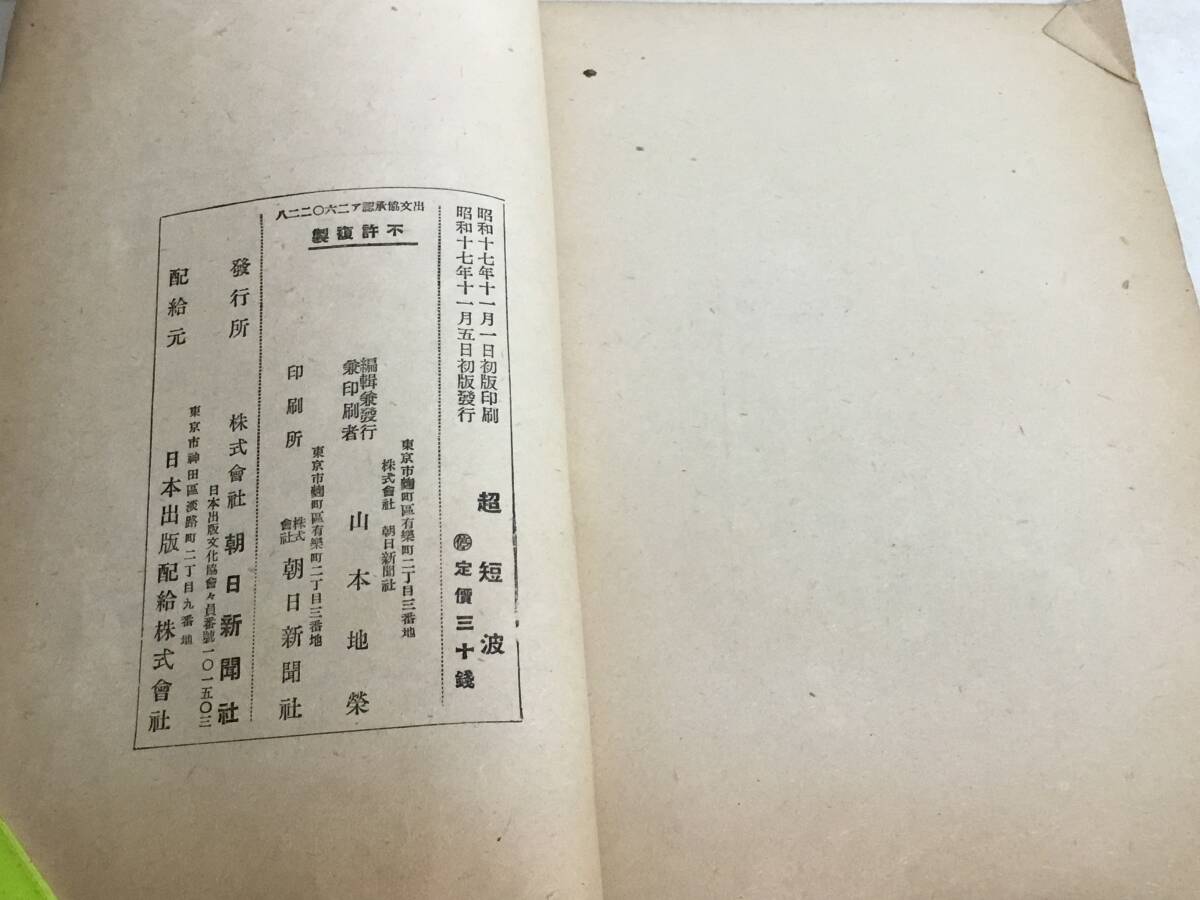 昭和十七年十一月一日初版印刷
昭和十七年十一月五日初版發行
超短波
㊡定價三十錢
出文協承認ア二六〇二二八
不許複製
東京市麴町區有樂町二丁目三番地
株式會社 朝日新聞社
編輯兼發行
兼印刷者
山本地榮
東京市麴町區有樂町二丁目三番地
印刷所
株式會社 朝日新聞社
發行所
株式會社 朝日新聞社
日本出版文化協會々員番號一〇一五〇三
東京市神田區淡路町二丁目九番地
配給元
日本出版配給株式會社